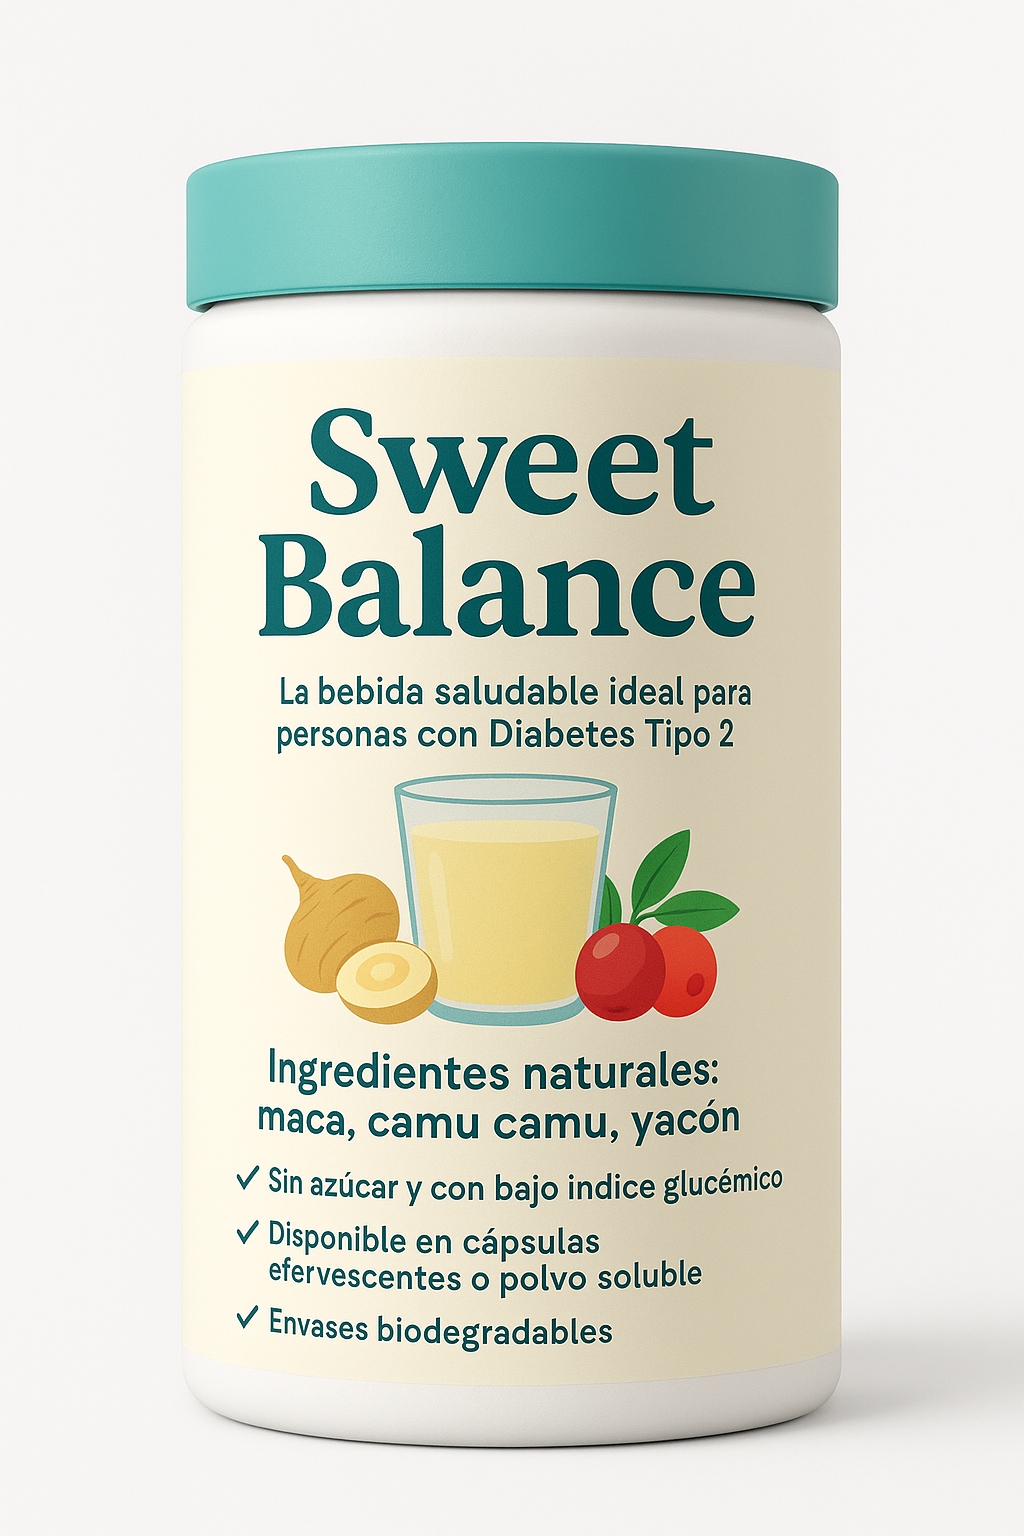 Sweet
Balance
La bebida saludable ideal para
personas con Diabetes Tipo 2
Ingredientes naturales:
maca, camu camu, yacón
✓ Sin azúcar y con bajo indice glucémico
✓ Disponible en cápsulas
efervescentes o polvo soluble
✓ Envases biodegradables